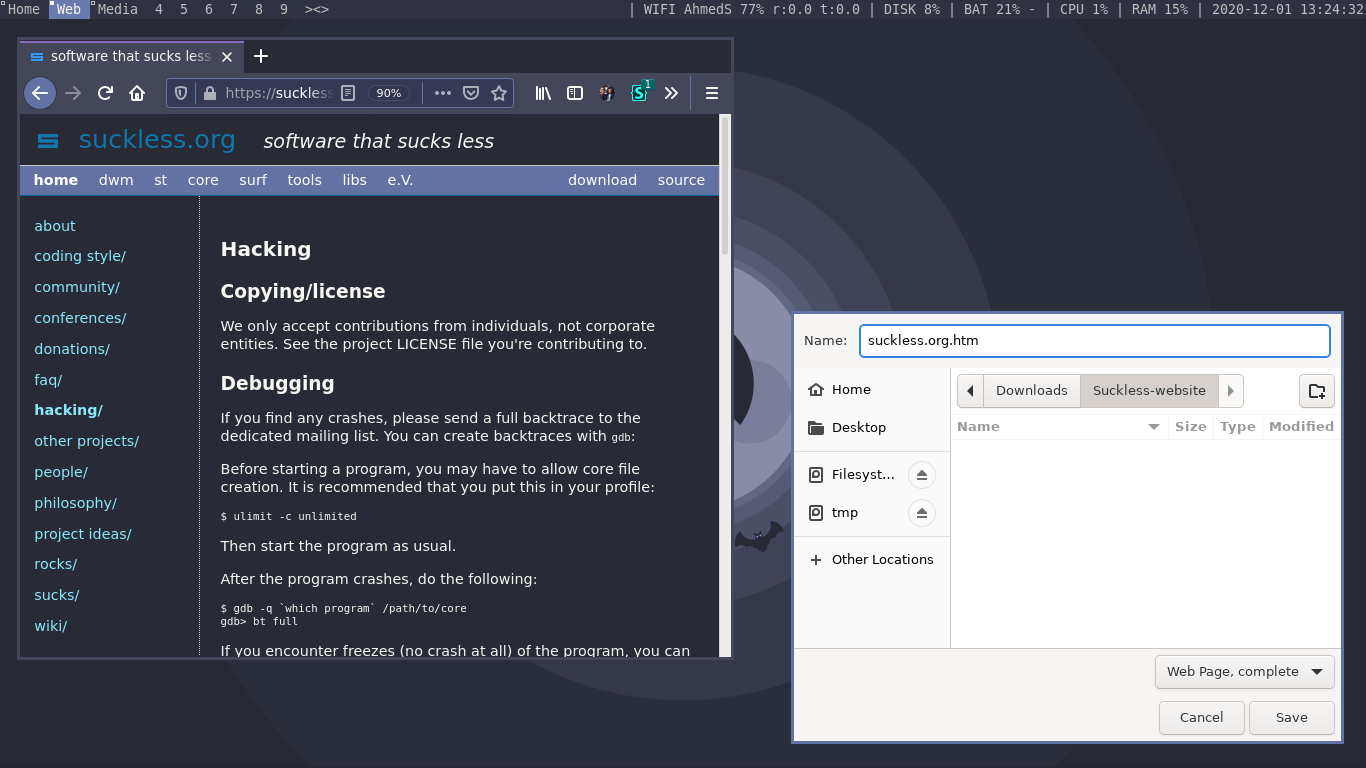 Home Web Media 4 5 6 7 8 9 ><> | WIFI AhmedS 77% r:0.0 t:0.0 | DISK 8% | BAT 21% - | CPU 1% | RAM 15% | 2020-12-01 13:24:32
software that sucks less
https://suckless 90%
1
suckless.org software that sucks less
home dwm st core surf tools libs e.V. download source
about
coding style/
community/
conferences/
donations/
faq/
hacking/
other projects/
people/
philosophy/
project ideas/
rocks/
sucks/
wiki/
Hacking
Copying/license
We only accept contributions from individuals, not corporate
entities. See the project LICENSE file you're contributing to.
Debugging
If you find any crashes, please send a full backtrace to the
dedicated mailing list. You can create backtraces with gdb:
Before starting a program, you may have to allow core file
creation. It is recommended that you put this in your profile:
$ ulimit -c unlimited
Then start the program as usual.
After the program crashes, do the following:
$ gdb -q `which program` /path/to/core
gdb> bt full
If you encounter freezes (no crash at all) of the program, you can
Name: suckless.org.htm
Home
Desktop
Filesyst...
tmp
Other Locations
Downloads Suckless-website
Name Size Type Modified
Web Page, complete
Cancel Save